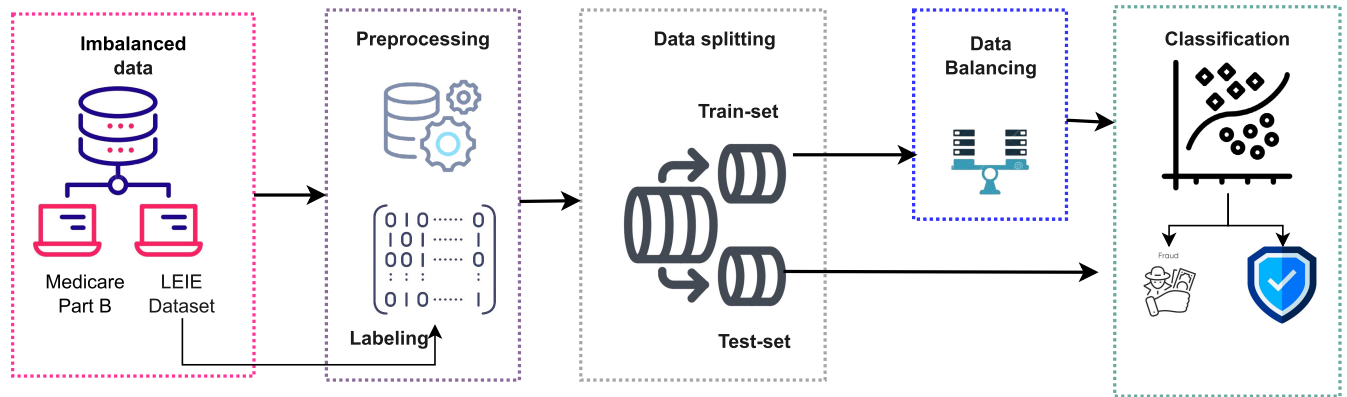 Imbalanced
data
Medicare
Part B
LEIE
Dataset
Preprocessing
0 1 0 ...... 0
1 0 1 ...... 1
0 0 1 ...... 0
0 1 0 ...... 1
Labeling
Data splitting
Train-set
Test-set
Data
Balancing
Classification
Fraud